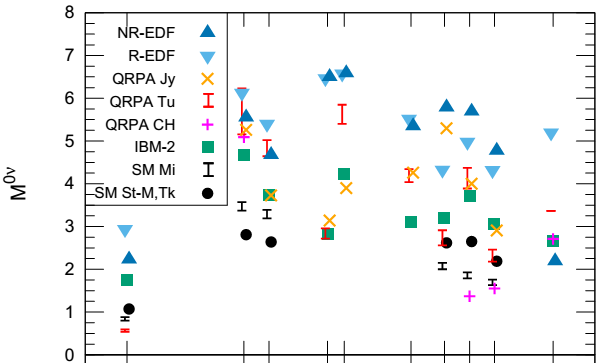 8
7
6
5
4
3
2
1
0
M⁰ᵛ
NR-EDF
R-EDF
QRPA Jy
QRPA Tu
QRPA CH
IBM-2
SM Mi
SM St-M,Tk